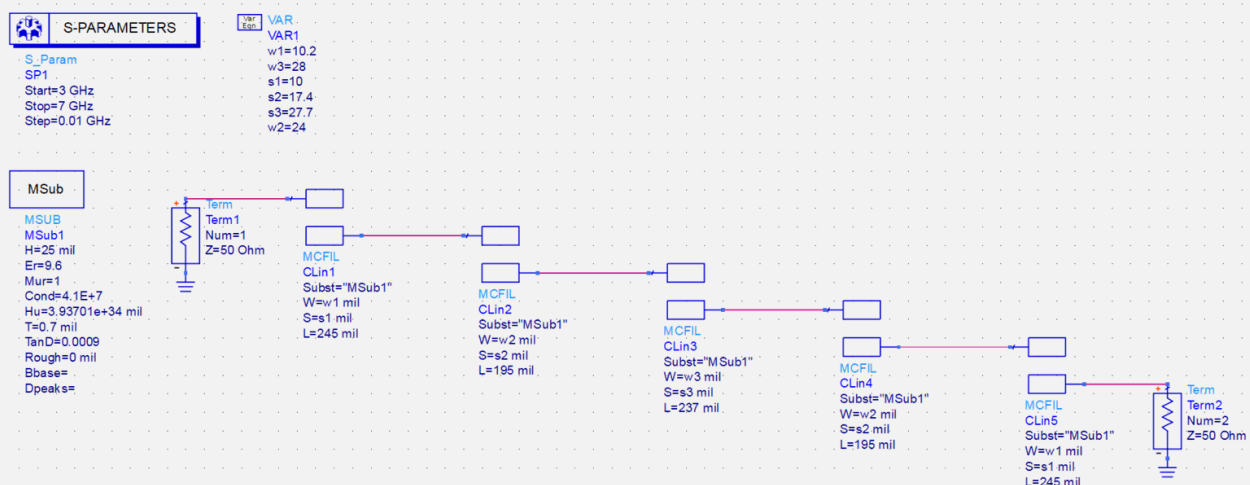 S-PARAMETERS
S_Param
SP1
Start=3 GHz
Stop=7 GHz
Step=0.01 GHz
Var
Eqn
VAR
VAR1
w1=10.2
w3=28
s1=10
s2=17.4
s3=27.7
w2=24
MSub
MSUB
MSub1
H=25 mil
Er=9.6
Mur=1
Cond=4.1E+7
Hu=3.93701e+34 mil
T=0.7 mil
TanD=0.0009
Rough=0 mil
Bbase=
Dpeaks=
+
-
Term
Term1
Num=1
Z=50 Ohm
MCFIL
CLin1
Subst="MSub1"
W=w1 mil
S=s1 mil
L=245 mil
MCFIL
CLin2
Subst="MSub1"
W=w2 mil
S=s2 mil
L=195 mil
MCFIL
CLin3
Subst="MSub1"
W=w3 mil
S=s3 mil
L=237 mil
MCFIL
CLin4
Subst="MSub1"
W=w2 mil
S=s2 mil
L=195 mil
MCFIL
CLin5
Subst="MSub1"
W=w1 mil
S=s1 mil
L=245 mil
+
-
Term
Term2
Num=2
Z=50 Ohm